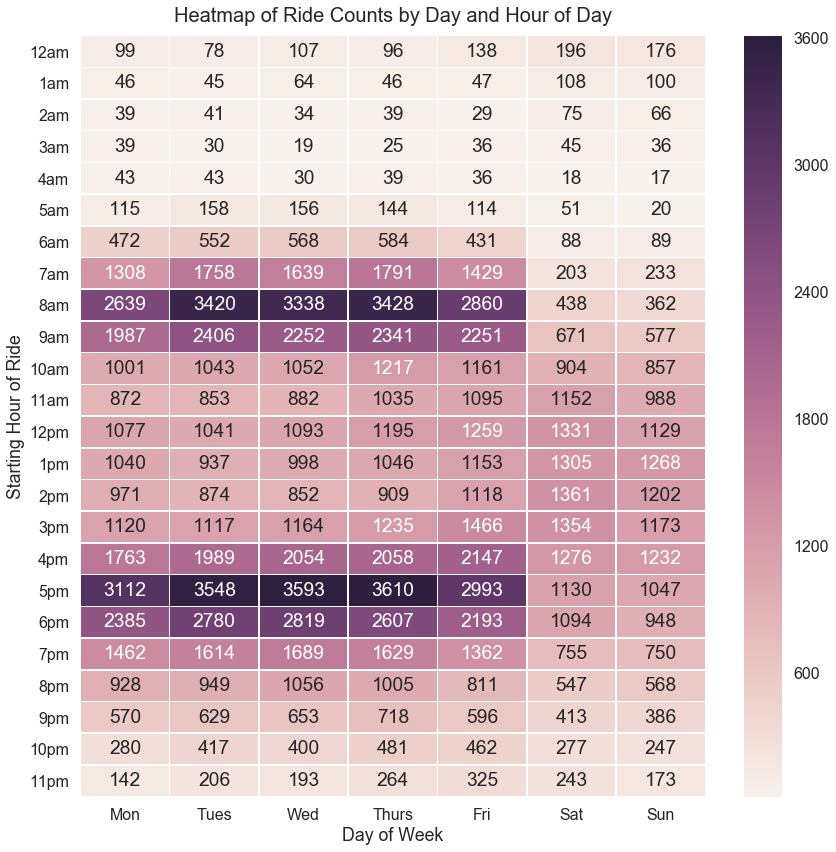 Heatmap of Ride Counts by Day and Hour of Day
12am 99 78 107 96 138 196 176 3600
1am 46 45 64 46 47 108 100
2am 39 41 34 39 29 75 66
3am 39 30 19 25 36 45 36 3000
4am 43 43 30 39 36 18 17
5am 115 158 156 144 114 51 20
6am 472 552 568 584 431 88 89
7am 1308 1758 1639 1791 1429 203 233
8am 2639 3420 3338 3428 2860 438 362 2400
9am 1987 2406 2252 2341 2251 671 577
10am 1001 1043 1052 1217 1161 904 857
11am 872 853 882 1035 1095 1152 988
12pm 1077 1041 1093 1195 1259 1331 1129 1800
1pm 1040 937 998 1046 1153 1305 1268
2pm 971 874 852 909 1118 1361 1202
3pm 1120 1117 1164 1235 1466 1354 1173
4pm 1763 1989 2054 2058 2147 1276 1232 1200
5pm 3112 3548 3593 3610 2993 1130 1047
6pm 2385 2780 2819 2607 2193 1094 948
7pm 1462 1614 1689 1629 1362 755 750
8pm 928 949 1056 1005 811 547 568 600
9pm 570 629 653 718 596 413 386
10pm 280 417 400 481 462 277 247
11pm 142 206 193 264 325 243 173
Mon Tues Wed Thurs Fri Sat Sun
Day of Week
Starting Hour of Ride